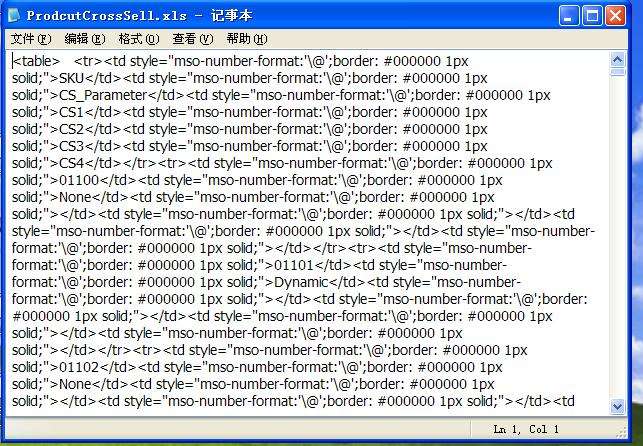 ProdcutCrossSell.xls - 记事本
文件(F) 编辑(E) 格式(O) 查看(V) 帮助(H)
<table>   <tr><td style="mso-number-format:'\@';border: #000000 1px
solid;">SKU</td><td style="mso-number-format:'\@';border: #000000 1px
solid;">CS_Parameter</td><td style="mso-number-format:'\@';border: #000000 1px
solid;">CS1</td><td style="mso-number-format:'\@';border: #000000 1px
solid;">CS2</td><td style="mso-number-format:'\@';border: #000000 1px
solid;">CS3</td><td style="mso-number-format:'\@';border: #000000 1px
solid;">CS4</td></tr><tr><td style="mso-number-format:'\@';border: #000000 1px
solid;">01100</td><td style="mso-number-format:'\@';border: #000000 1px
solid;">None</td><td style="mso-number-format:'\@';border: #000000 1px
solid;"></td><td style="mso-number-format:'\@';border: #000000 1px solid;"></td><td
style="mso-number-format:'\@';border: #000000 1px solid;"></td><td style="mso-number-
format:'\@';border: #000000 1px solid;"></td></tr><tr><td style="mso-number-
format:'\@';border: #000000 1px solid;">01101</td><td style="mso-number-
format:'\@';border: #000000 1px solid;">Dynamic</td><td style="mso-number-
format:'\@';border: #000000 1px solid;"></td><td style="mso-number-format:'\@';border:
#000000 1px solid;"></td><td style="mso-number-format:'\@';border: #000000 1px
solid;"></td><td style="mso-number-format:'\@';border: #000000 1px
solid;"></td></tr><tr><td style="mso-number-format:'\@';border: #000000 1px
solid;">01102</td><td style="mso-number-format:'\@';border: #000000 1px
solid;">None</td><td style="mso-number-format:'\@';border: #000000 1px
solid;"></td><td style="mso-number-format:'\@';border: #000000 1px solid;"></td><td
Ln 1, Col 1